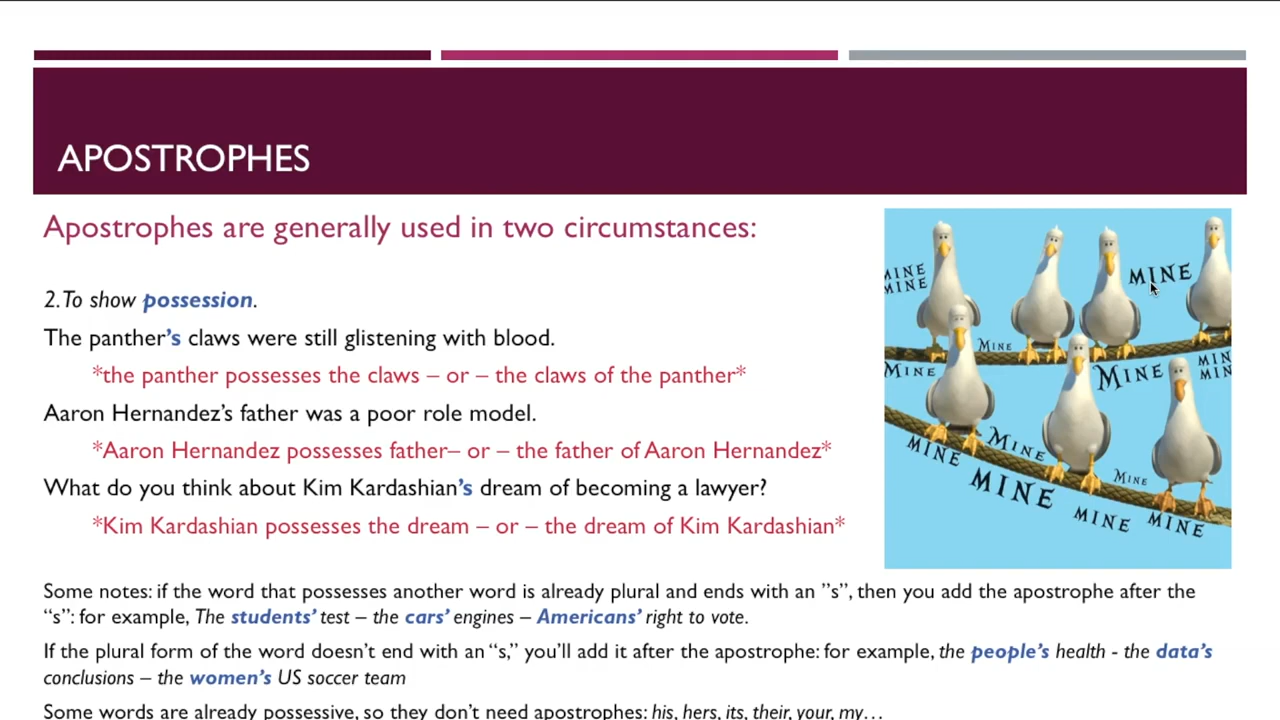 APOSTROPHES
Apostrophes are generally used in two circumstances:
2. To show possession.
The panther's claws were still glistening with blood.
*the panther possesses the claws – or – the claws of the panther*
Aaron Hernandez's father was a poor role model.
*Aaron Hernandez possesses father– or – the father of Aaron Hernandez*
What do you think about Kim Kardashian's dream of becoming a lawyer?
*Kim Kardashian possesses the dream – or – the dream of Kim Kardashian*
MINE
MINE
MINE
MINE
MINE
MINE
MIN
MIN
MINE
MINE
MINE
MINE
MINE
MINE
Some notes: if the word that possesses another word is already plural and ends with an ”s”, then you add the apostrophe after the
“s”: for example, The students’ test – the cars’ engines – Americans’ right to vote.
If the plural form of the word doesn’t end with an “s,” you’ll add it after the apostrophe: for example, the people’s health - the data’s
conclusions – the women’s US soccer team
Some words are already possessive, so they don’t need apostrophes: his, hers, its, their, your, my…